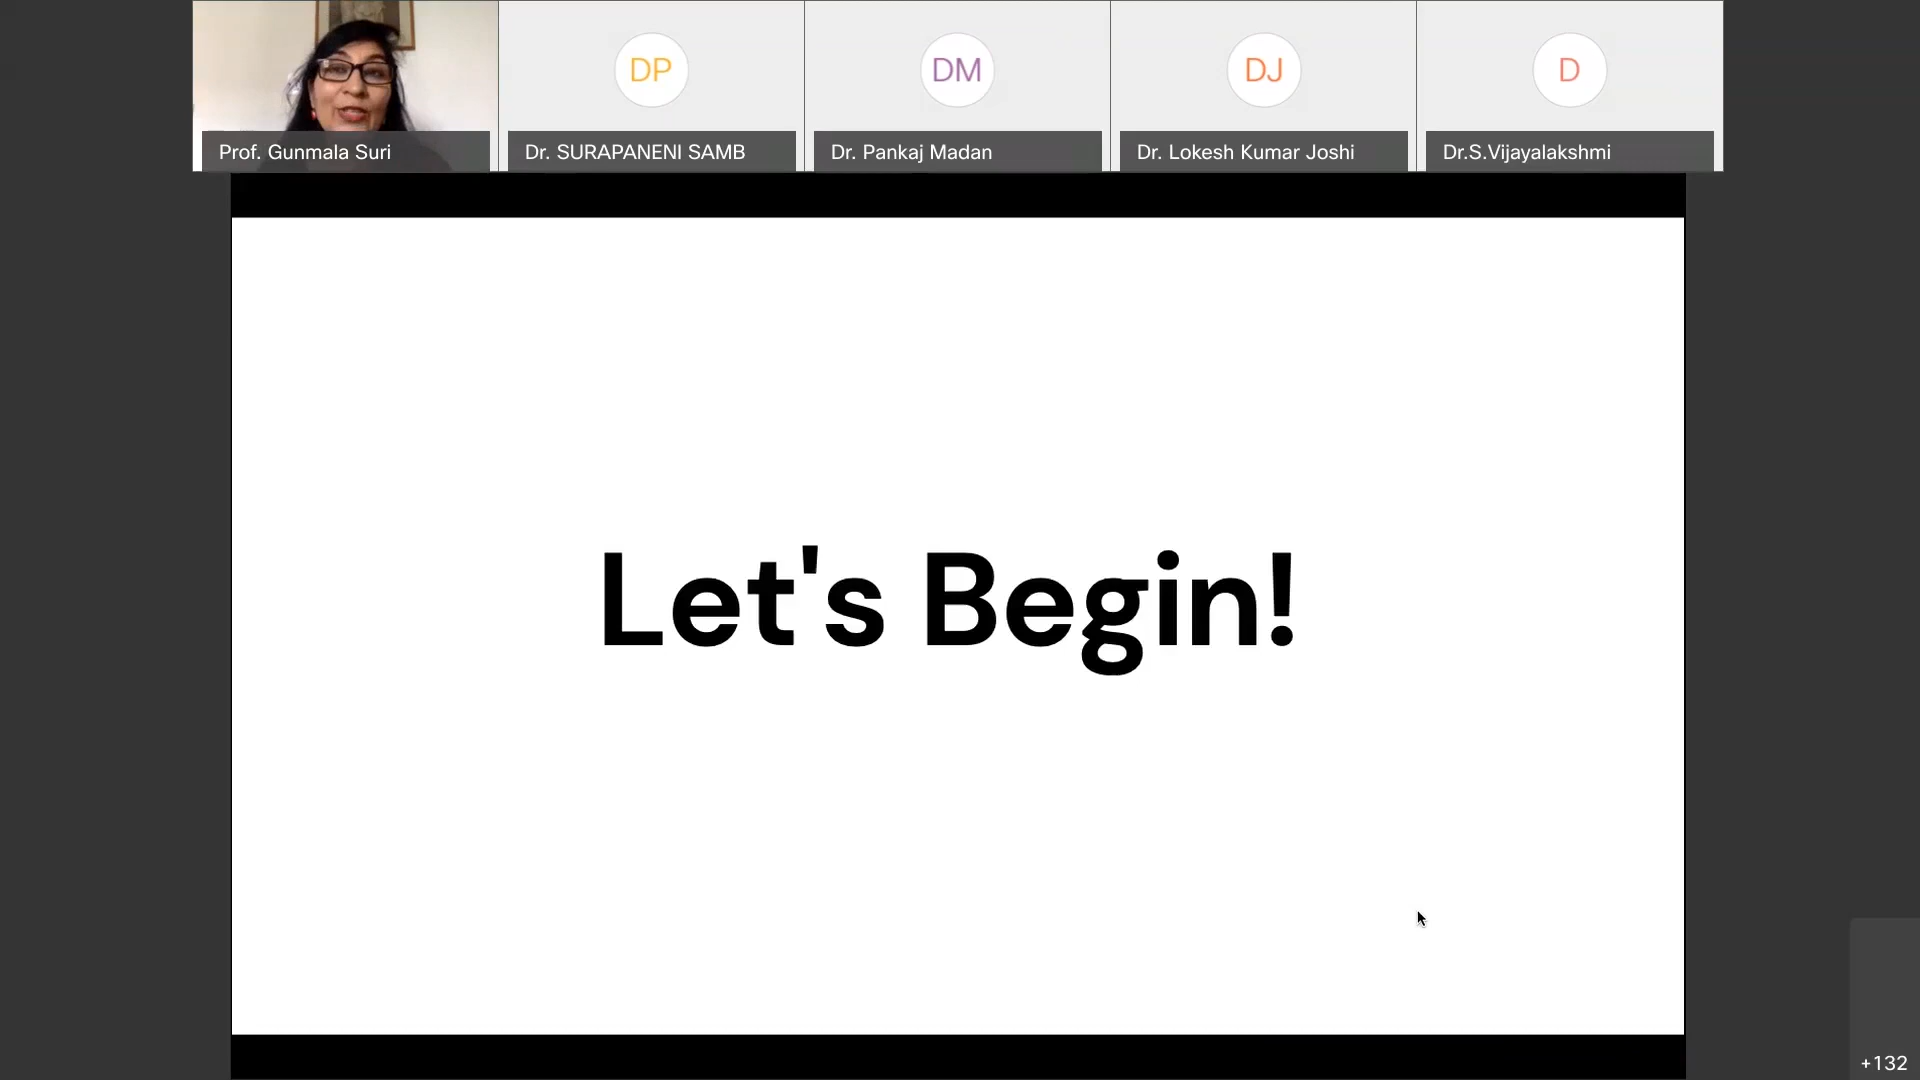 DP
DM
DJ
D
Prof. Gunmala Suri
Dr. SURAPANENI SAMB
Dr. Pankaj Madan
Dr. Lokesh Kumar Joshi
Dr.S.Vijayalakshmi
Let's Begin!
+132